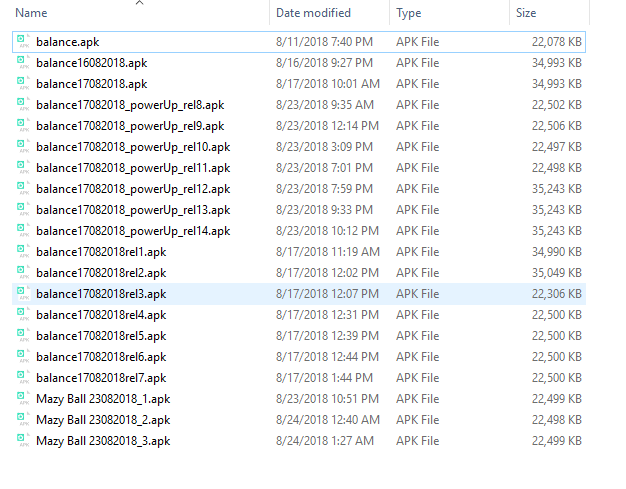 Name Date modified Type Size
balance.apk 8/11/2018 7:40 PM APK File 22,078 KB
balance16082018.apk 8/16/2018 9:27 PM APK File 34,993 KB
balance17082018.apk 8/17/2018 10:01 AM APK File 34,993 KB
balance17082018_powerUp_rel8.apk 8/23/2018 9:35 AM APK File 22,502 KB
balance17082018_powerUp_rel9.apk 8/23/2018 12:14 PM APK File 22,506 KB
balance17082018_powerUp_rel10.apk 8/23/2018 3:09 PM APK File 22,497 KB
balance17082018_powerUp_rel11.apk 8/23/2018 7:01 PM APK File 22,498 KB
balance17082018_powerUp_rel12.apk 8/23/2018 7:59 PM APK File 35,243 KB
balance17082018_powerUp_rel13.apk 8/23/2018 9:33 PM APK File 35,243 KB
balance17082018_powerUp_rel14.apk 8/23/2018 10:12 PM APK File 35,243 KB
balance17082018rel1.apk 8/17/2018 11:19 AM APK File 34,990 KB
balance17082018rel2.apk 8/17/2018 12:02 PM APK File 35,049 KB
balance17082018rel3.apk 8/17/2018 12:07 PM APK File 22,306 KB
balance17082018rel4.apk 8/17/2018 12:31 PM APK File 22,500 KB
balance17082018rel5.apk 8/17/2018 12:39 PM APK File 22,500 KB
balance17082018rel6.apk 8/17/2018 12:44 PM APK File 22,500 KB
balance17082018rel7.apk 8/17/2018 1:44 PM APK File 22,500 KB
Mazy Ball 23082018_1.apk 8/23/2018 10:51 PM APK File 22,499 KB
Mazy Ball 23082018_2.apk 8/24/2018 12:40 AM APK File 22,498 KB
Mazy Ball 23082018_3.apk 8/24/2018 1:27 AM APK File 22,499 KB